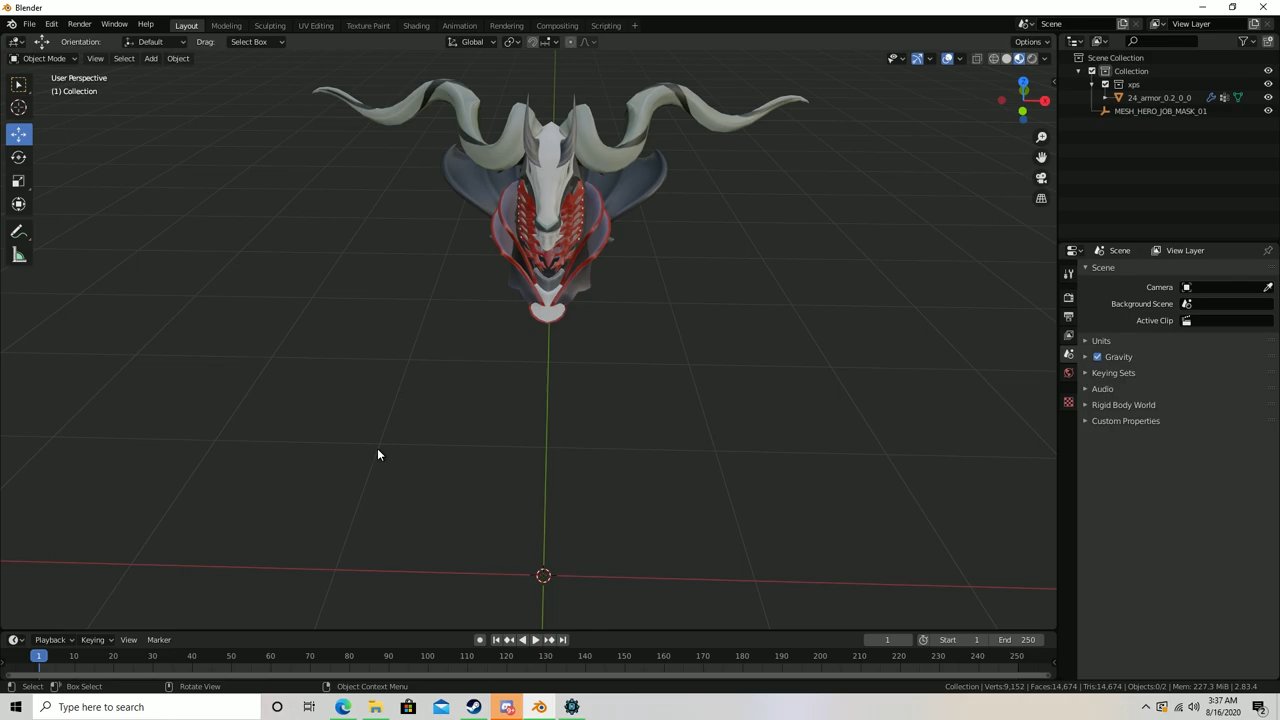 Blender
File Edit Render Window Help Layout Modeling Sculpting UV Editing Texture Paint Shading Animation Rendering Compositing Scripting + Scene View Layer
Orientation: Default Drag: Select Box Global Options
Object Mode View Select Add Object
User Perspective
(1) Collection
X
Z
Scene Collection
Collection
xps
24_armor_0.2_0_0
MESH_HERO_JOB_MASK_01
Scene View Layer
Scene
Camera
Background Scene
Active Clip
Units
Gravity
Keying Sets
Audio
Rigid Body World
Custom Properties
Playback Keying View Marker 1 Start 1 End 250
1 10 20 30 40 50 60 70 80 90 100 110 120 130 140 150 160 170 180 190 200 210 220 230 240 250
Select Box Select Rotate View Object Context Menu Collection | Verts:9,152 | Faces:14,674 | Tris:14,674 | Objects:0/2 | Mem: 227.3 MiB | 2.83.4
Type here to search
3:37 AM
8/16/2020